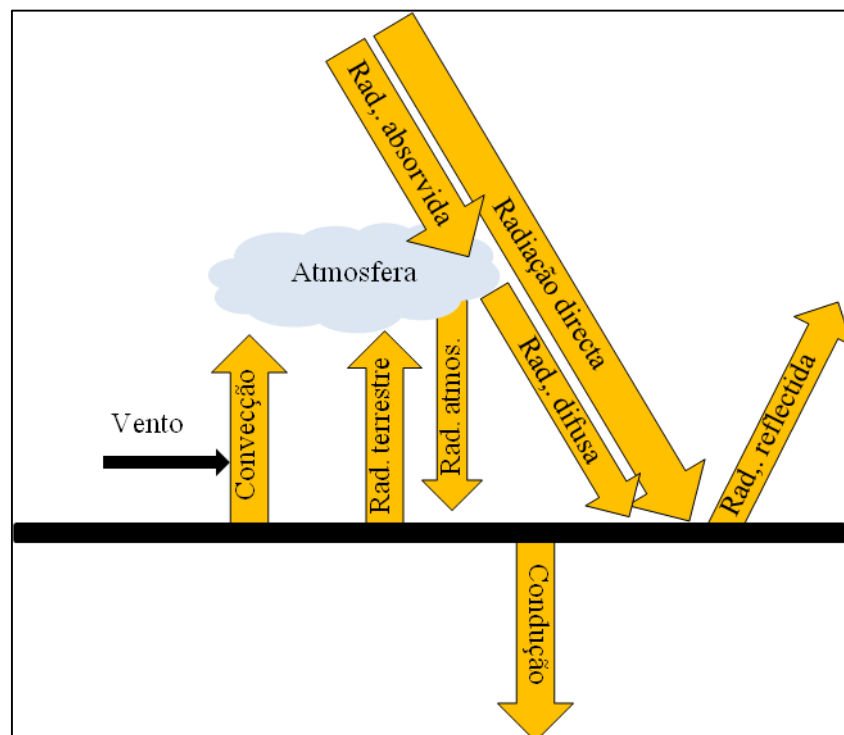 Rad,. absorvida
Radiação directa
Atmosfera
Vento
Convecção
Rad. terrestre
Rad. atmos.
Rad,. difusa
Rad,. reflectida
Condução